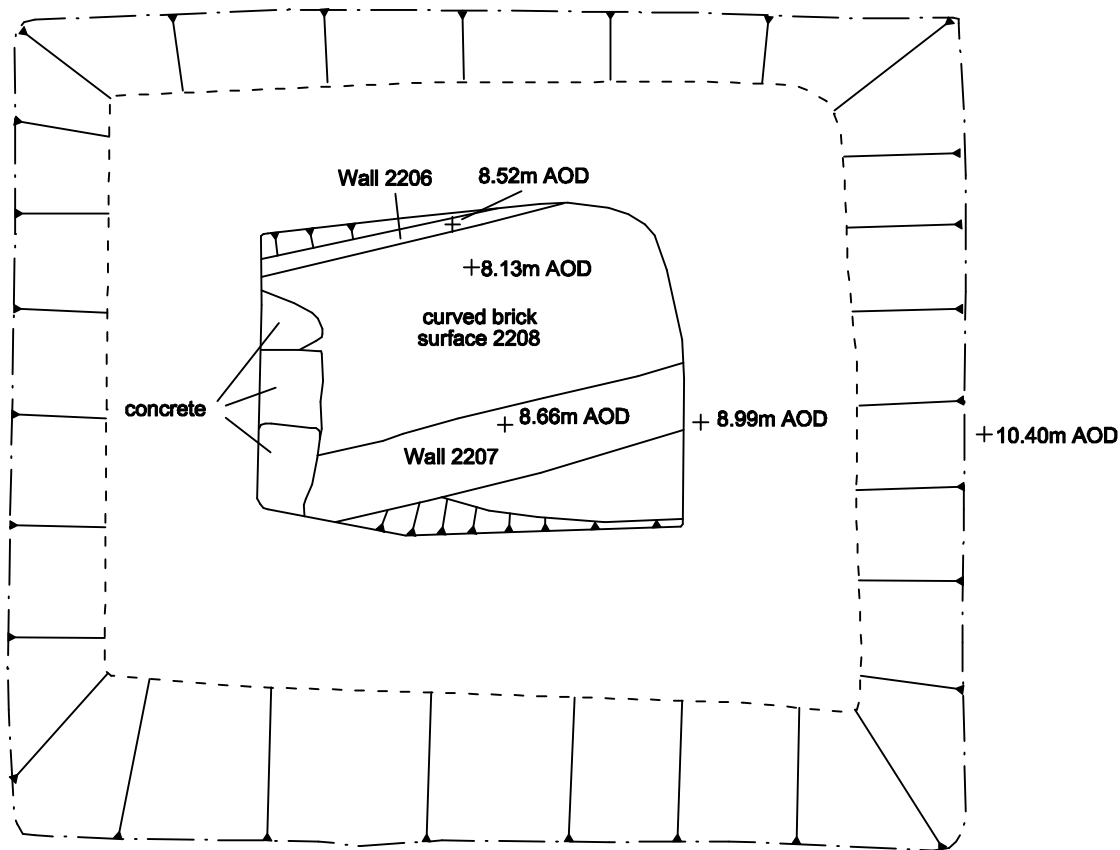 Wall 2206
8.52m AOD
8.13m AOD
curved brick
surface 2208
concrete
8.66m AOD
8.99m AOD
10.40m AOD
Wall 2207